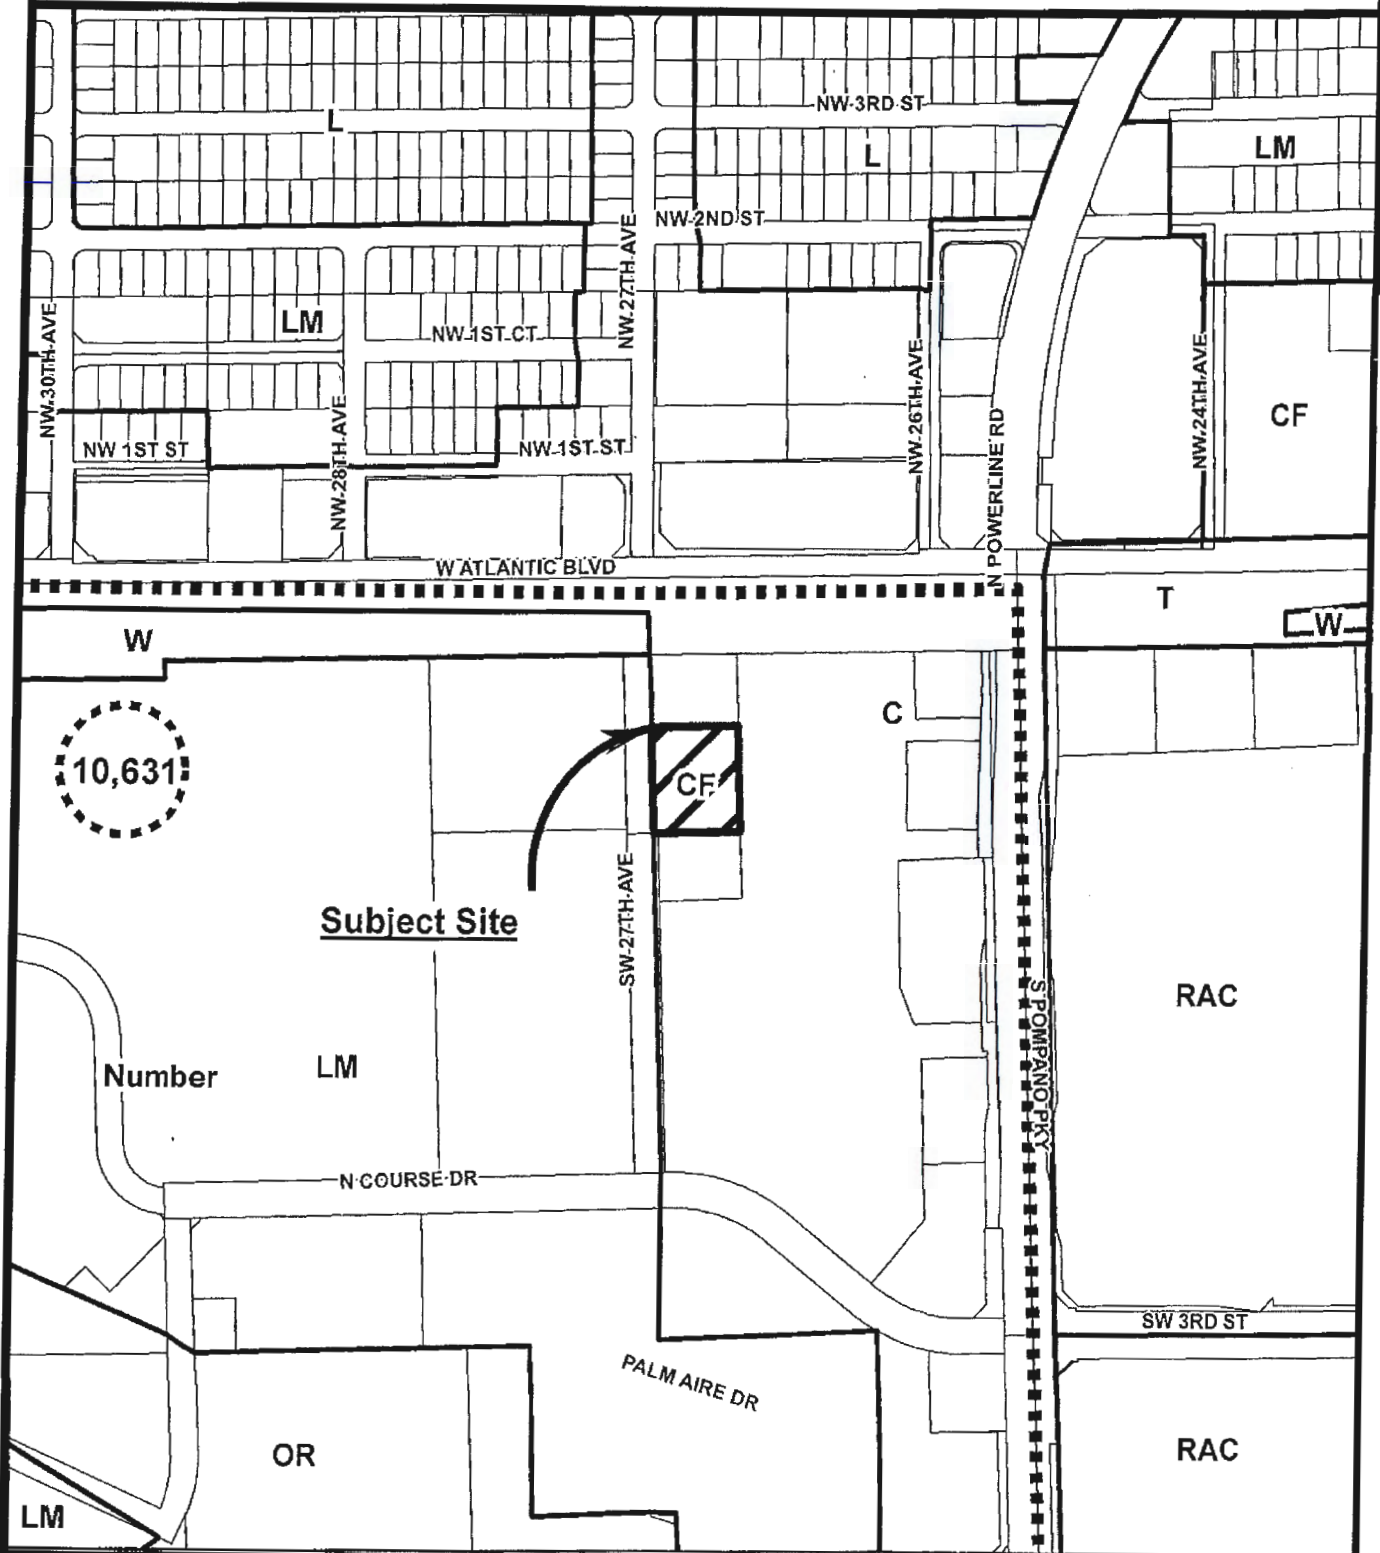 NW 3RD ST
L
L
LM
NW 2ND ST
NW 27TH AVE
LM
NW 1ST CT
NW 30TH AVE
NW 26TH AVE
NW 24TH AVE
CF
NW 28TH AVE
N POWERLINE RD
NW 1ST ST
NW 1ST ST
W ATLANTIC BLVD
T
W
W
C
10,631
CF
Subject Site
SW 27TH AVE
RAC
S POMPANO PKY
Number
LM
N COURSE DR
SW 3RD ST
PALM AIRE DR
OR
RAC
LM